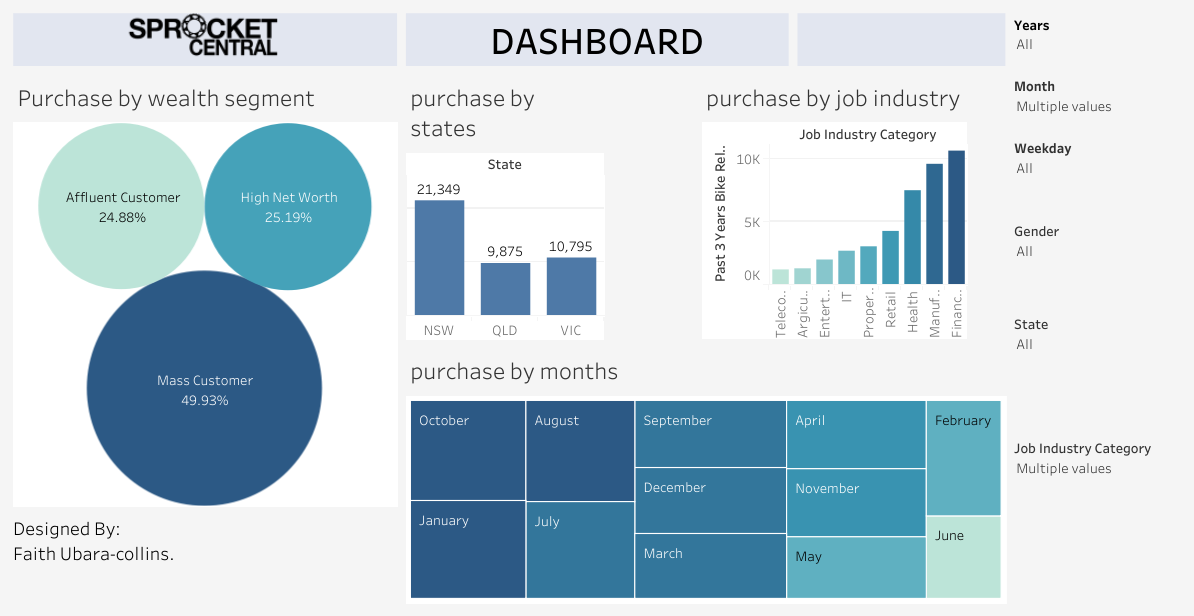 SPROCKET
CENTRAL
DASHBOARD
Purchase by wealth segment
Affluent Customer
24.88%
High Net Worth
25.19%
Mass Customer
49.93%
Designed By:
Faith Ubara-collins.
purchase by
states
State
21,349
9,875
10,795
NSW
QLD
VIC
purchase by job industry
Job Industry Category
Past 3 Years Bike Rel..
10K
5K
0K
Teleco..
Argicu..
Entert..
IT
Proper..
Retail
Health
Manuf..
Financ..
purchase by months
October
January
August
July
September
December
March
April
November
May
February
June
Years
All
Month
Multiple values
Weekday
All
Gender
All
State
All
Job Industry Category
Multiple values